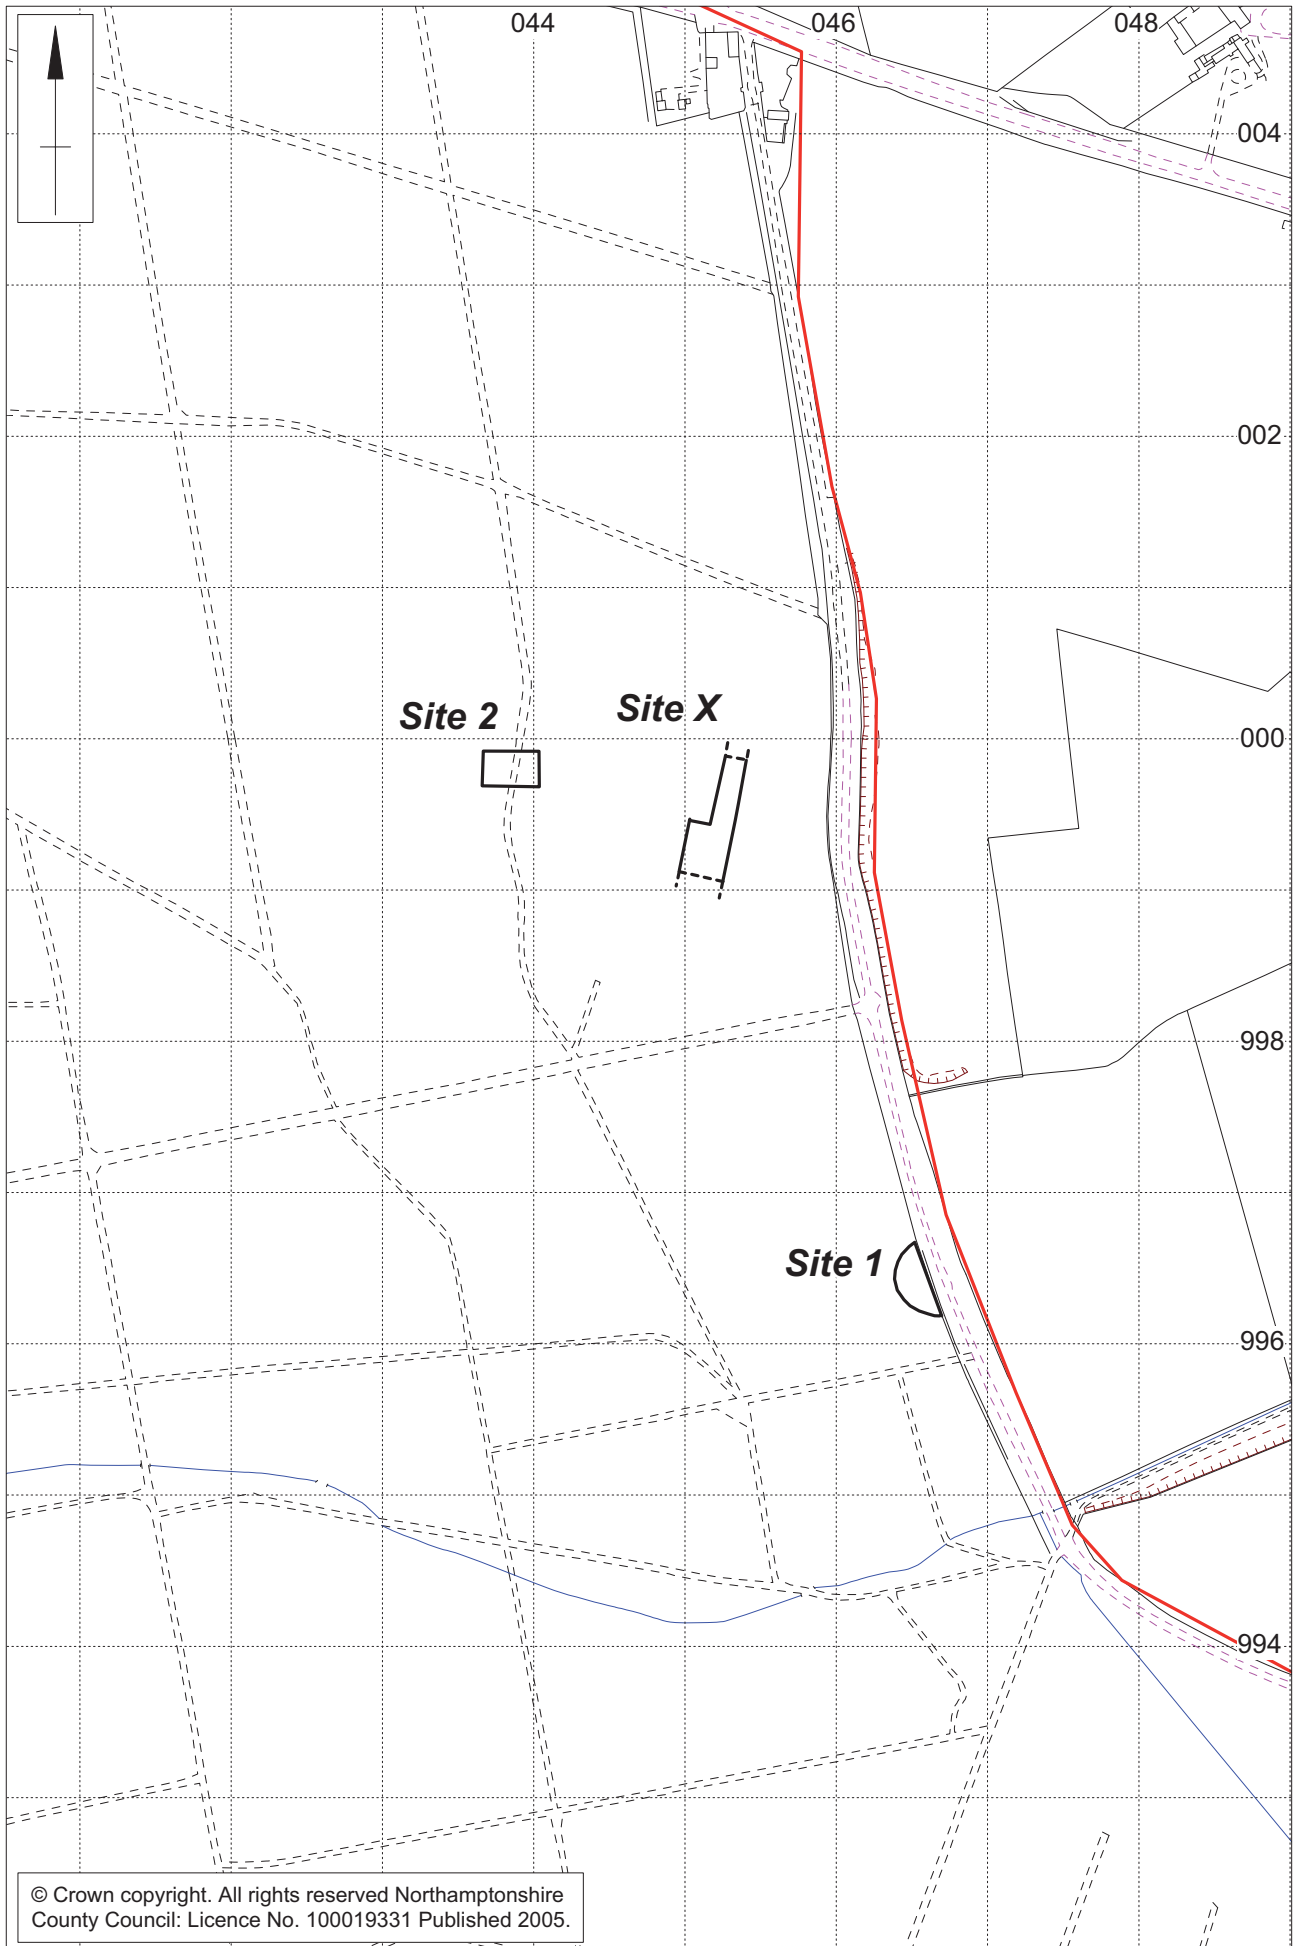 044
046
048
004
002
Site 2
Site X
000
998
Site 1
996
994
© Crown copyright. All rights reserved Northamptonshire
County Council: Licence No. 100019331 Published 2005.